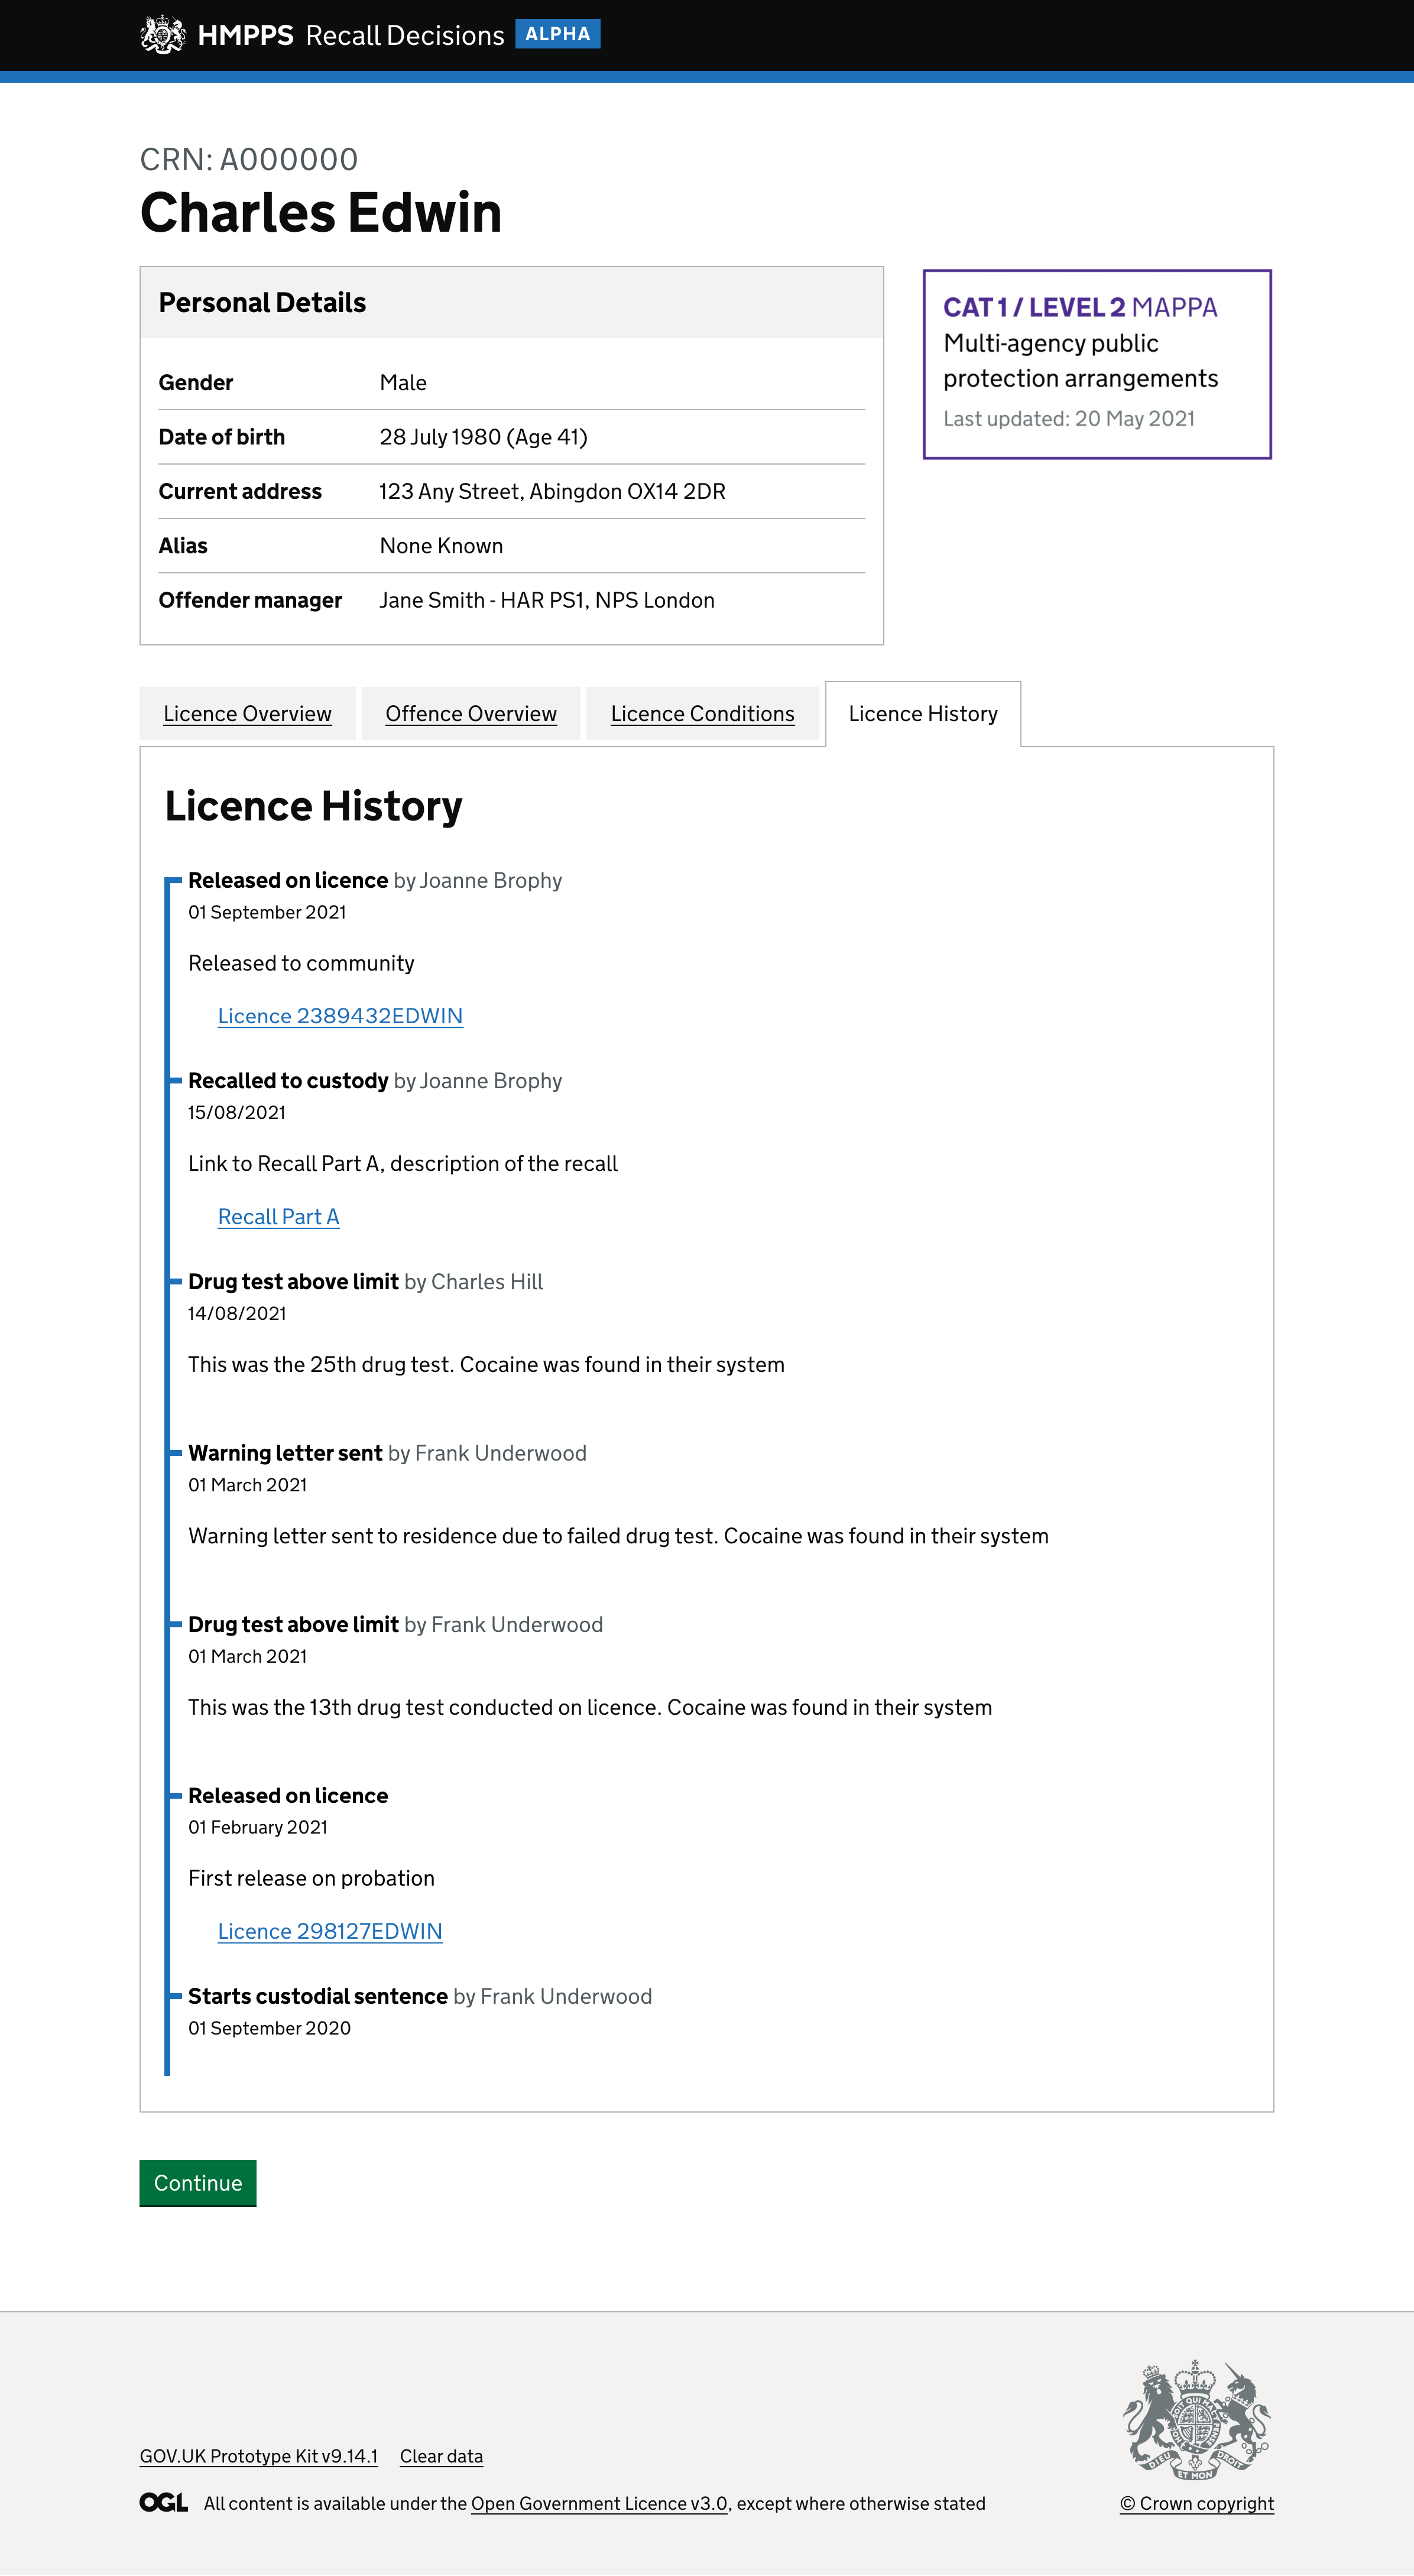 HMPPS Recall Decisions ALPHA
CRN: A000000
Charles Edwin
Personal Details
Gender Male
Date of birth 28 July 1980 (Age 41)
Current address 123 Any Street, Abingdon OX14 2DR
Alias None Known
Offender manager Jane Smith - HAR PS1, NPS London
CAT 1 / LEVEL 2 MAPPA
Multi-agency public
protection arrangements
Last updated: 20 May 2021
Licence Overview Offence Overview Licence Conditions Licence History
Licence History
Released on licence by Joanne Brophy
01 September 2021
Released to community
Licence 2389432EDWIN
Recalled to custody by Joanne Brophy
15/08/2021
Link to Recall Part A, description of the recall
Recall Part A
Drug test above limit by Charles Hill
14/08/2021
This was the 25th drug test. Cocaine was found in their system
Warning letter sent by Frank Underwood
01 March 2021
Warning letter sent to residence due to failed drug test. Cocaine was found in their system
Drug test above limit by Frank Underwood
01 March 2021
This was the 13th drug test conducted on licence. Cocaine was found in their system
Released on licence
01 February 2021
First release on probation
Licence 298127EDWIN
Starts custodial sentence by Frank Underwood
01 September 2020
Continue
GOV.UK Prototype Kit v9.14.1 Clear data
OGL All content is available under the Open Government Licence v3.0, except where otherwise stated
DIEU ET MON DROIT
© Crown copyright